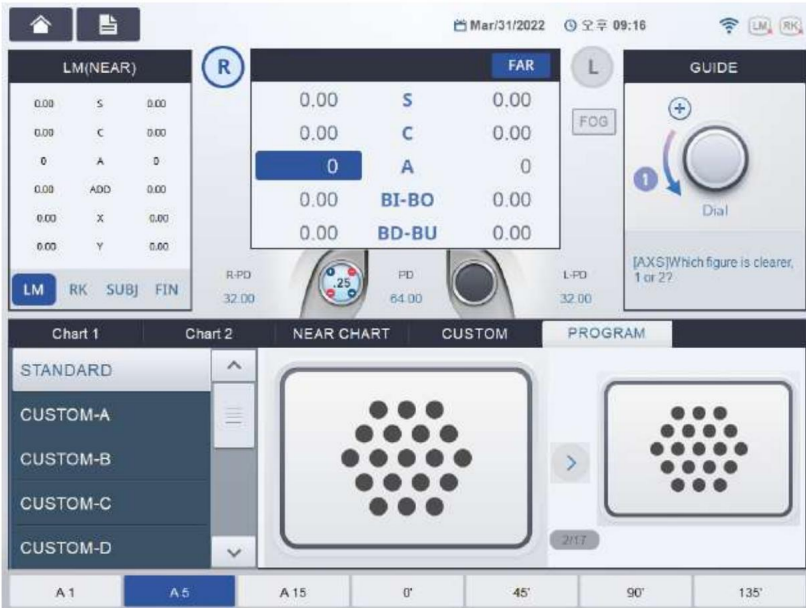 Mar/31/2022 오후 09:16 LM RK
LM(NEAR)
0.00 S 0.00
0.00 C 0.00
0 A 0
0.00 ADD 0.00
0.00 X 0.00
0.00 Y 0.00
LM RK SUBJ FIN
R
FAR
0.00 S 0.00
0.00 C 0.00
0 A 0
0.00 BI-BO 0.00
0.00 BD-BU 0.00
L
FOG
R-PD
32.00
.25
PD
64.00
L-PD
32.00
GUIDE
1
Dial
[AXS]Which figure is clearer,
1 or 2?
Chart 1 Chart 2 NEAR CHART CUSTOM PROGRAM
STANDARD
CUSTOM-A
CUSTOM-B
CUSTOM-C
CUSTOM-D
2/17
A 1 A 5 A 15 0' 45' 90' 135'